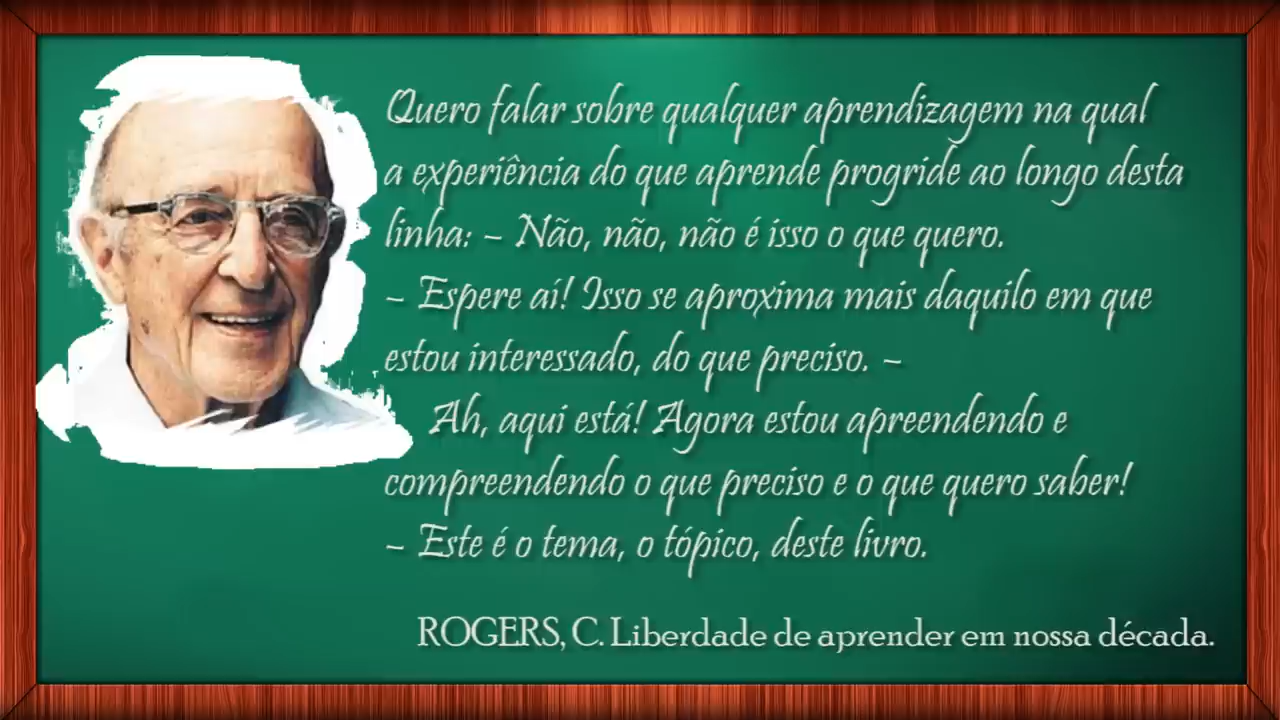 Quero falar sobre qualquer aprendizagem na qual
a experiência do que aprende progride ao longo desta
linha: – Não, não, não é isso o que quero.
– Espere aí! Isso se aproxima mais daquilo em que
estou interessado, do que preciso. –
Ah, aqui está! Agora estou apreendendo e
compreendendo o que preciso e o que quero saber!
– Este é o tema, o tópico, deste livro.
ROGERS, C. Liberdade de aprender em nossa década.